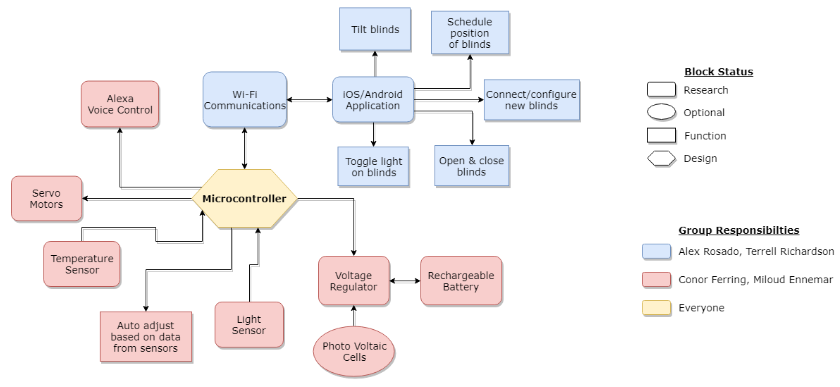 Tilt blinds
Schedule
position
of blinds
Alexa
Voice Control
Wi-Fi
Communications
iOS/Android
Application
Connect/configure
new blinds
Toggle light
on blinds
Open & close
blinds
Microcontroller
Servo
Motors
Temperature
Sensor
Auto adjust
based on data
from sensors
Light
Sensor
Voltage
Regulator
Rechargeable
Battery
Photo Voltaic
Cells
Block Status
Research
Optional
Function
Design
Group Responsibilties
Alex Rosado, Terrell Richardson
Conor Ferring, Miloud Ennemar
Everyone